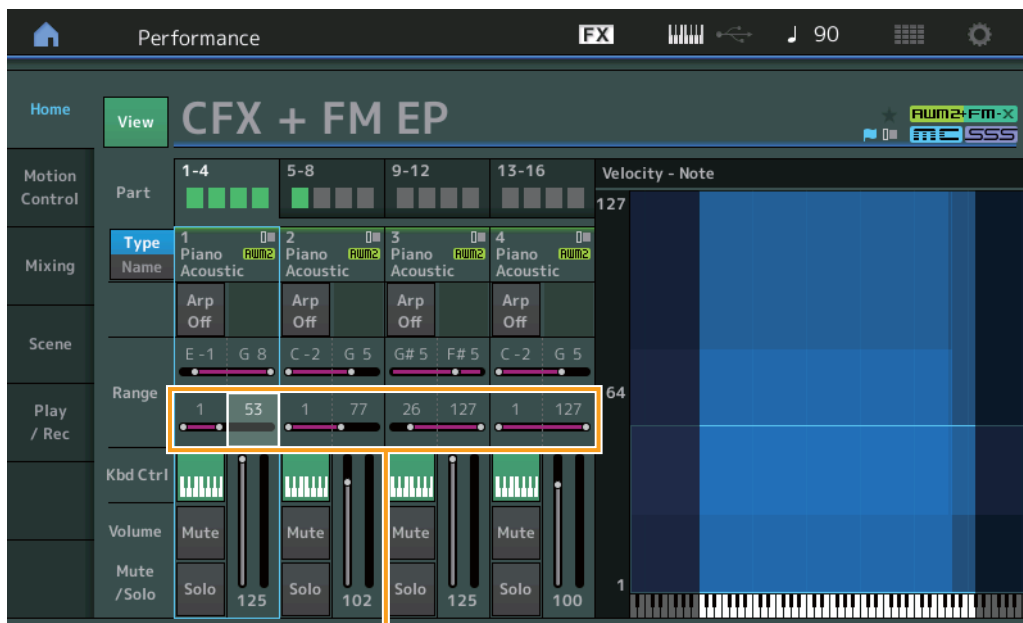 Performance FX 90
Home
View CFX + FM EP AWM2+FM-X
MC SSS
Motion
Control
Part 1-4 5-8 9-12 13-16 Velocity - Note
127
Mixing
Type 1 2 3 4
Name Piano AWM2 Piano AWM2 Piano AWM2 Piano AWM2
Acoustic Acoustic Acoustic Acoustic
Arp Arp Arp Arp
Off Off Off Off
Scene
E -1 G 8 C -2 G 5 G# 5 F# 5 C -2 G 5
Range 64
1 53 1 77 26 127 1 127
Play
/ Rec
Kbd Ctrl
Volume Mute Mute Mute Mute
Mute
/Solo Solo 125 Solo 102 Solo 125 Solo 100
1